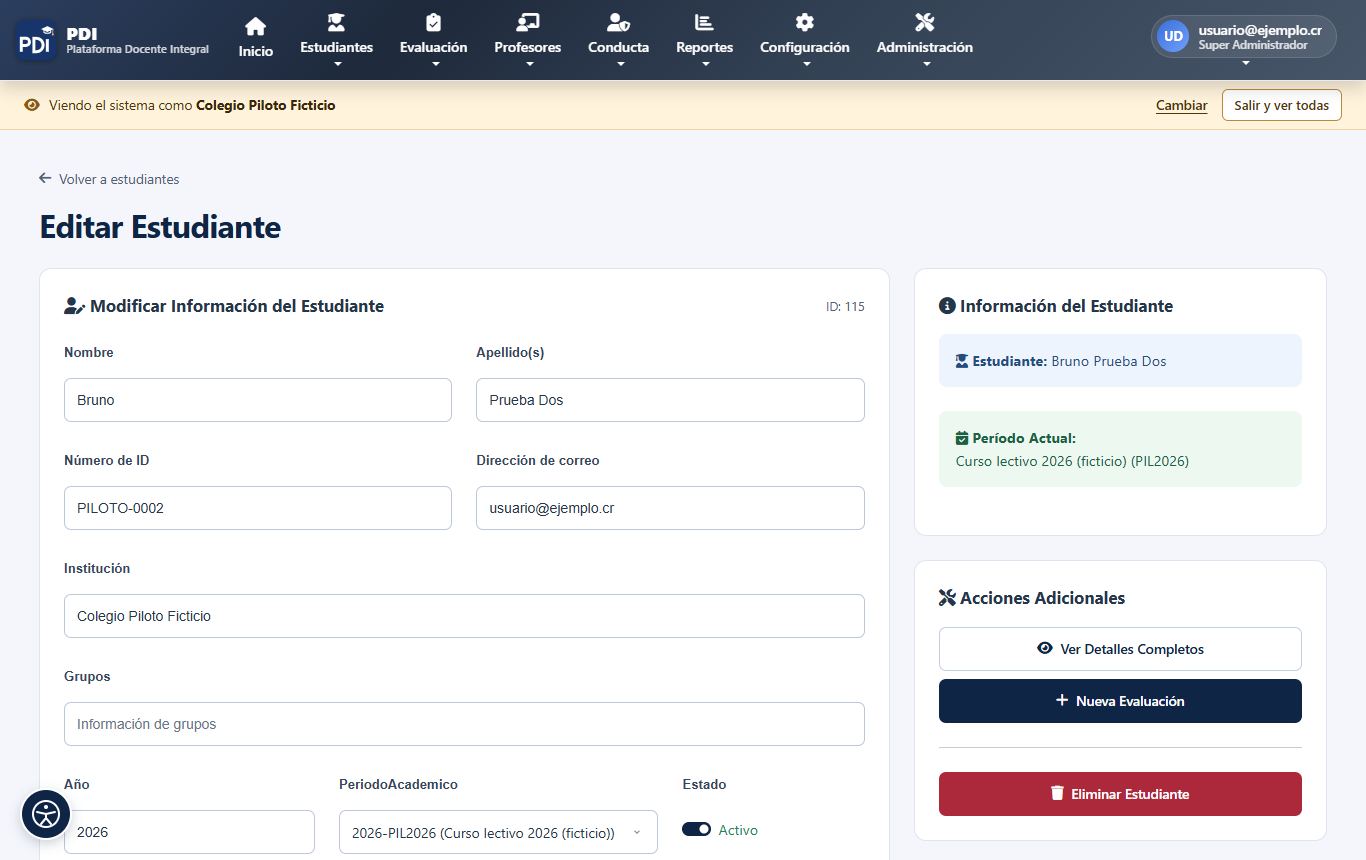 PDI
PDI
Plataforma Docente Integral
Inicio
Estudiantes
Evaluación
Profesores
Conducta
Reportes
Configuración
Administración
UD
usuario@ejemplo.cr
Super Administrador
Viendo el sistema como Colegio Piloto Ficticio
Cambiar
Salir y ver todas
Volver a estudiantes
Editar Estudiante
Modificar Información del Estudiante
ID: 115
Nombre
Apellido(s)
Bruno
Prueba Dos
Número de ID
Dirección de correo
PILOTO-0002
usuario@ejemplo.cr
Institución
Colegio Piloto Ficticio
Grupos
Información de grupos
Año
PeriodoAcademico
Estado
2026
2026-PIL2026 (Curso lectivo 2026 (ficticio))
Activo
Información del Estudiante
Estudiante: Bruno Prueba Dos
Período Actual:
Curso lectivo 2026 (ficticio) (PIL2026)
Acciones Adicionales
Ver Detalles Completos
Nueva Evaluación
Eliminar Estudiante